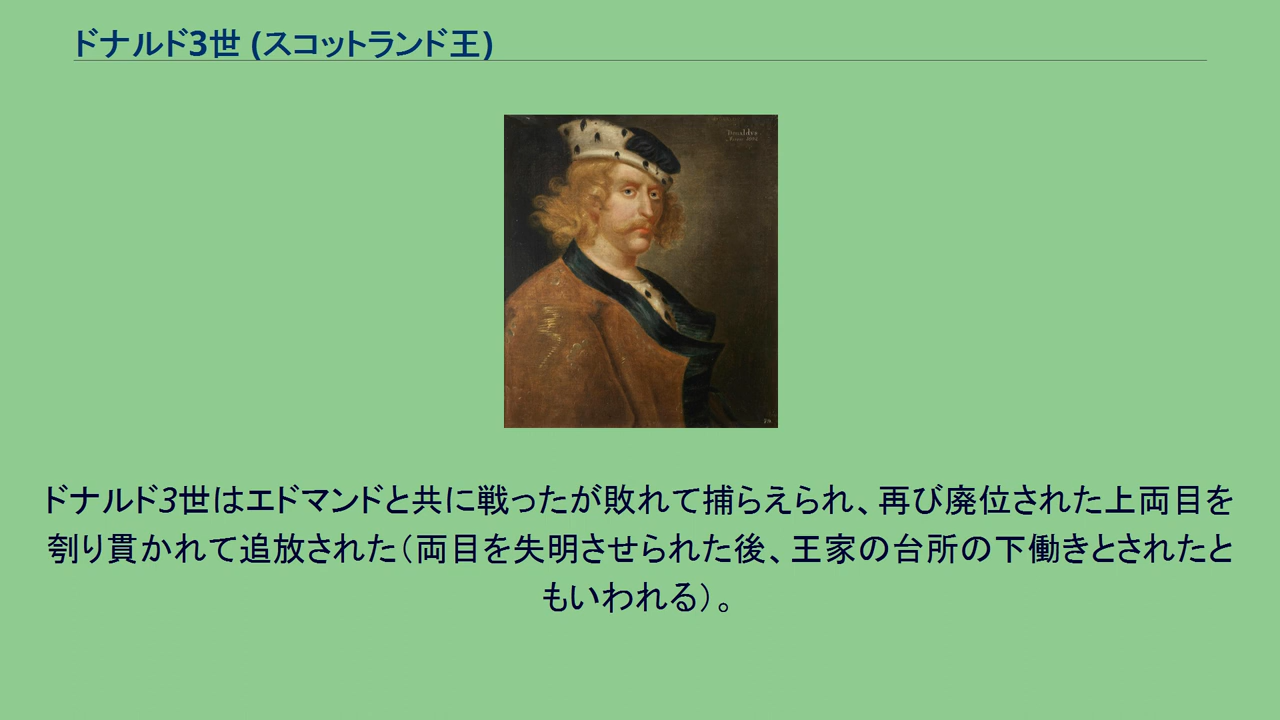 ドナルド3世 (スコットランド王)
ドナルド3世はエドマンドと共に戦ったが敗れて捕らえられ、再び廃位された上両目を
刳り貫かれて追放された（両目を失明させられた後、王家の台所の下働きとされたと
もいわれる）。